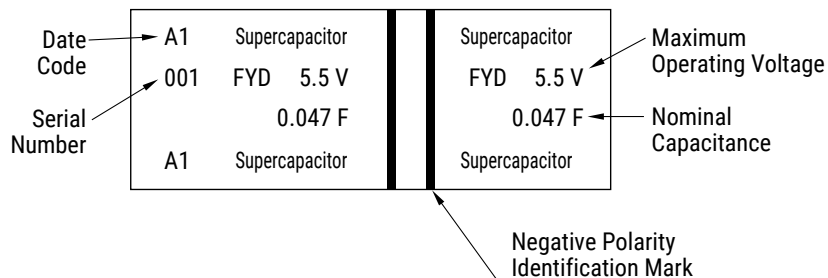 Date
Code
A1 Supercapacitor Supercapacitor
Maximum
Operating Voltage
001 FYD 5.5 V FYD 5.5 V
Serial
Number
0.047 F 0.047 F
Nominal
Capacitance
A1 Supercapacitor Supercapacitor
Negative Polarity
Identification Mark